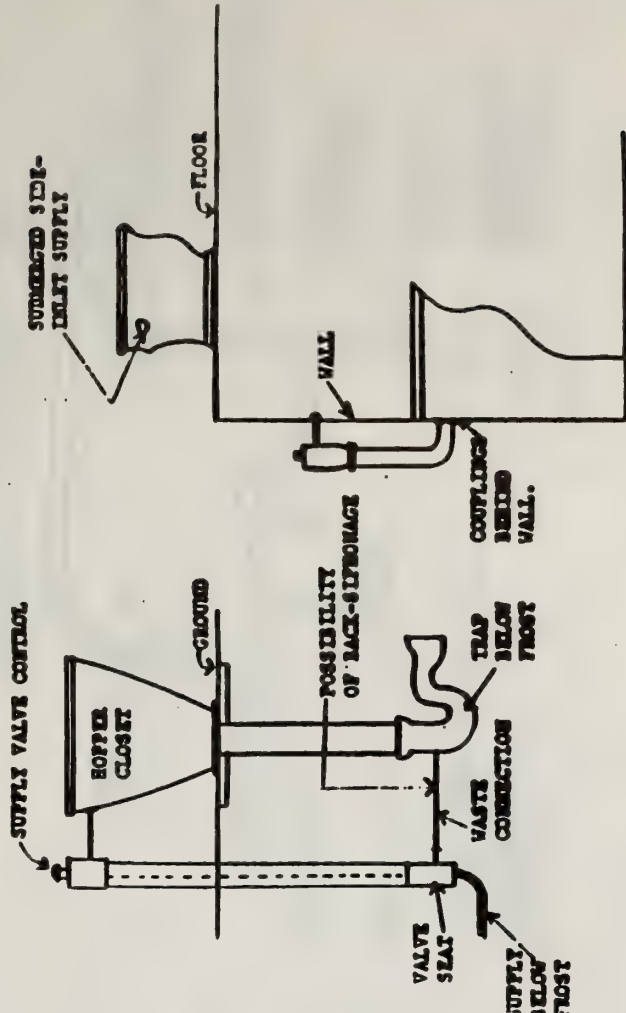 SUPPLY VALVE CONTROL
HOPPER
CLOSET
GROUND
POSSIBILITY
OF BACK-SIPHONAGE
VALVE
SEAT
WASTE
CONNECTION
TRAP
BELOW
FROST
SUPPLY
BELOW
FROST
SUBMERGED SIDE-
INLET SUPPLY
FLOOR
WALL
COUPLINGS
BEHIND
WALL.